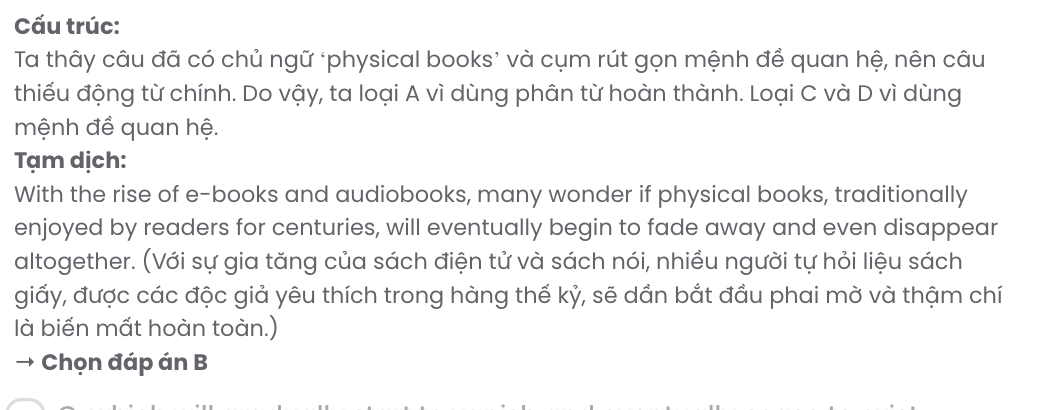 Cấu trúc:
Ta thây câu đã có chủ ngữ ‘physical books’ và cụm rút gọn mệnh đề quan hệ, nên câu
thiếu động từ chính. Do vậy, ta loại A vì dùng phân từ hoàn thành. Loại C và D vì dùng
mệnh đề quan hệ.
Tạm dịch:
With the rise of e-books and audiobooks, many wonder if physical books, traditionally
enjoyed by readers for centuries, will eventually begin to fade away and even disappear
altogether. (Với sự gia tăng của sách điện tử và sách nói, nhiều người tự hỏi liệu sách
giấy, được các độc giả yêu thích trong hàng thế kỷ, sẽ dần bắt đầu phai mờ và thậm chí
là biến mất hoàn toàn.)
→ Chọn đáp án B